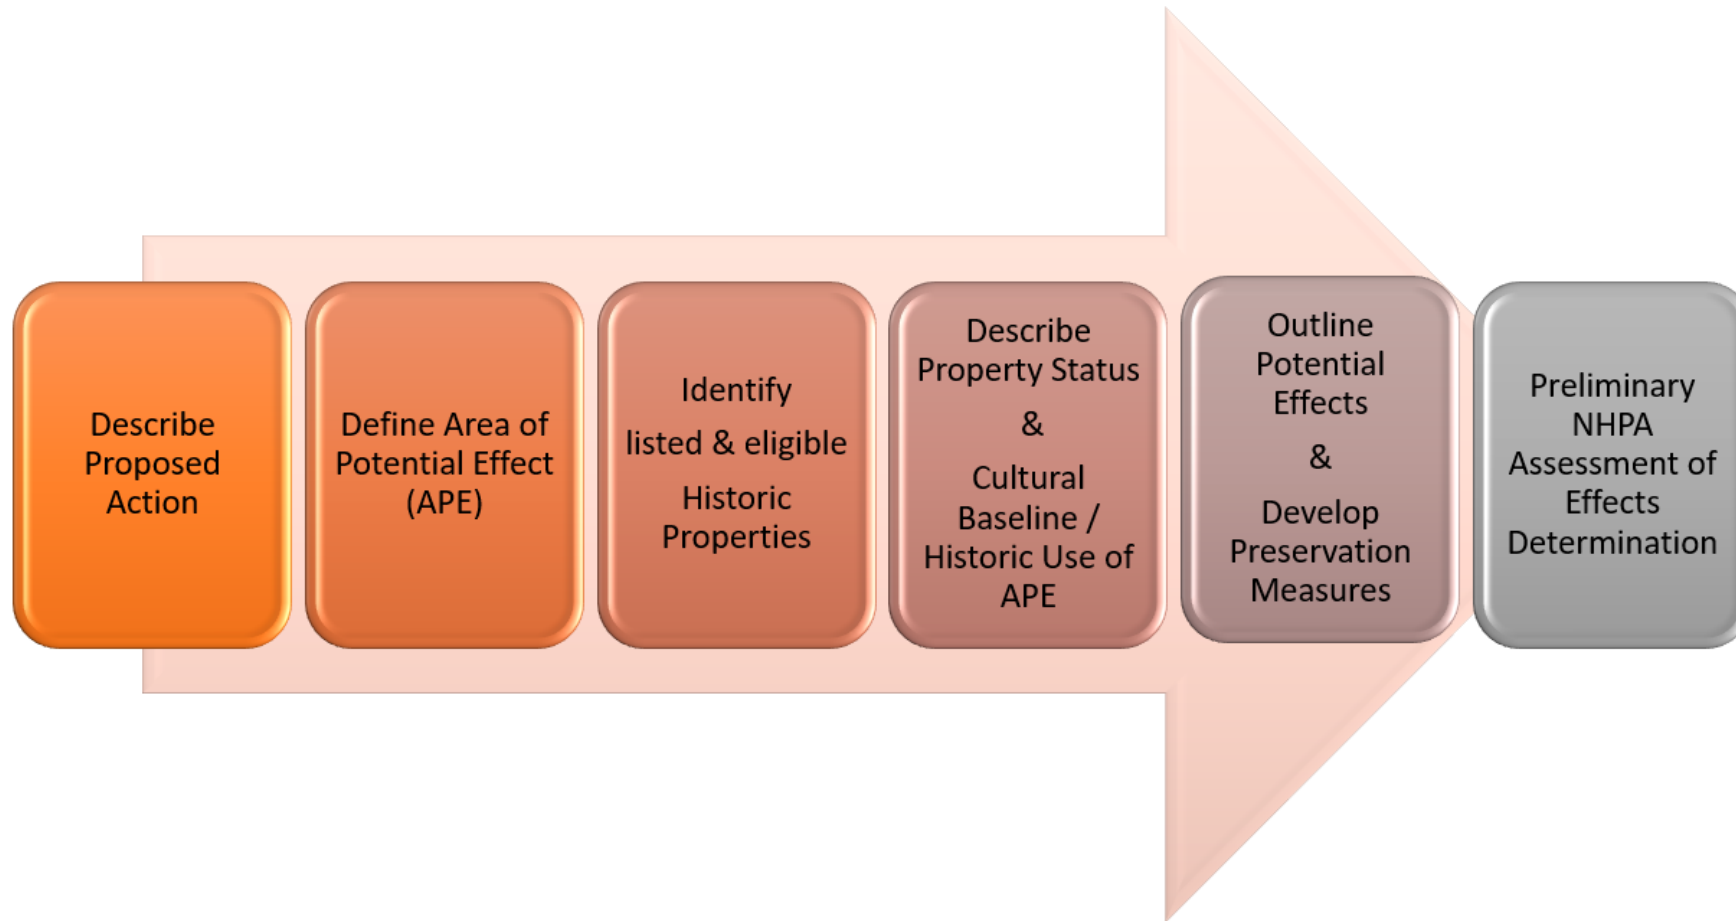 Describe
Proposed
Action
Define Area of
Potential Effect
(APE)
Identify
listed & eligible
Historic
Properties
Describe
Property Status
&
Cultural
Baseline /
Historic Use of
APE
Outline
Potential
Effects
&
Develop
Preservation
Measures
Preliminary
NHPA
Assessment of
Effects
Determination